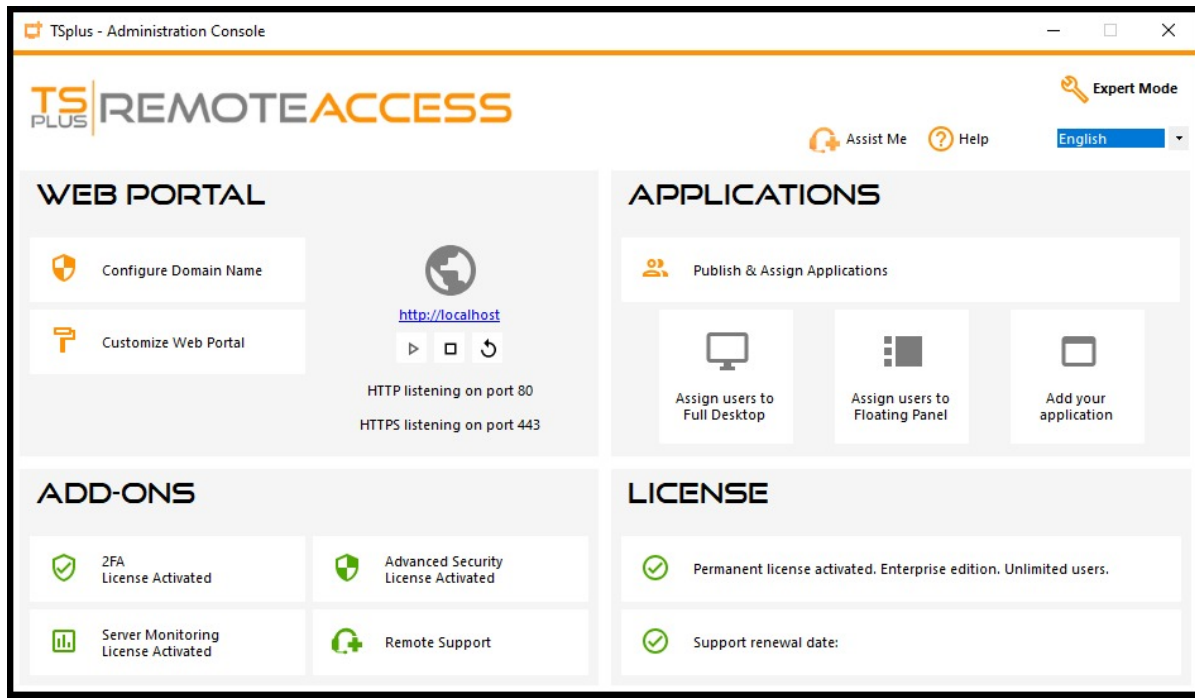 TSplus - Administration Console
TS PLUS REMOTEACCESS
Expert Mode
Assist Me
Help
English
WEB PORTAL
Configure Domain Name
Customize Web Portal
http://localhost
HTTP listening on port 80
HTTPS listening on port 443
APPLICATIONS
Publish & Assign Applications
Assign users to
Full Desktop
Assign users to
Floating Panel
Add your
application
ADD-ONS
2FA
License Activated
Advanced Security
License Activated
Server Monitoring
License Activated
Remote Support
LICENSE
Permanent license activated. Enterprise edition. Unlimited users.
Support renewal date: